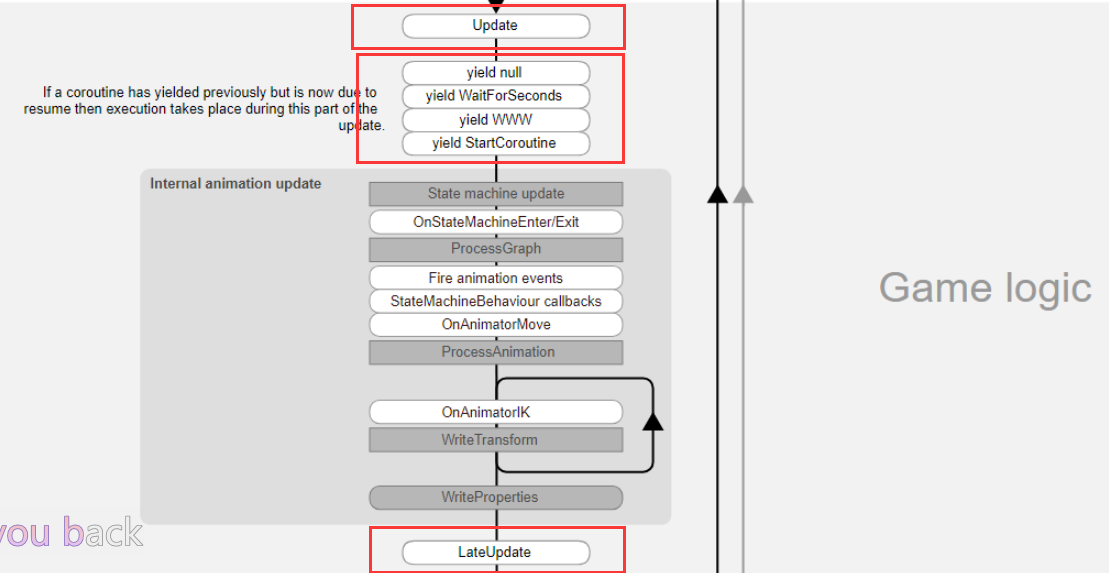 Update
yield null
yield WaitForSeconds
yield WWW
yield StartCoroutine
If a coroutine has yielded previously but is now due to
resume then execution takes place during this part of the
update.
Internal animation update
State machine update
OnStateMachineEnter/Exit
ProcessGraph
Fire animation events
StateMachineBehaviour callbacks
OnAnimatorMove
ProcessAnimation
OnAnimatorIK
WriteTransform
WriteProperties
LateUpdate
Game logic
you back